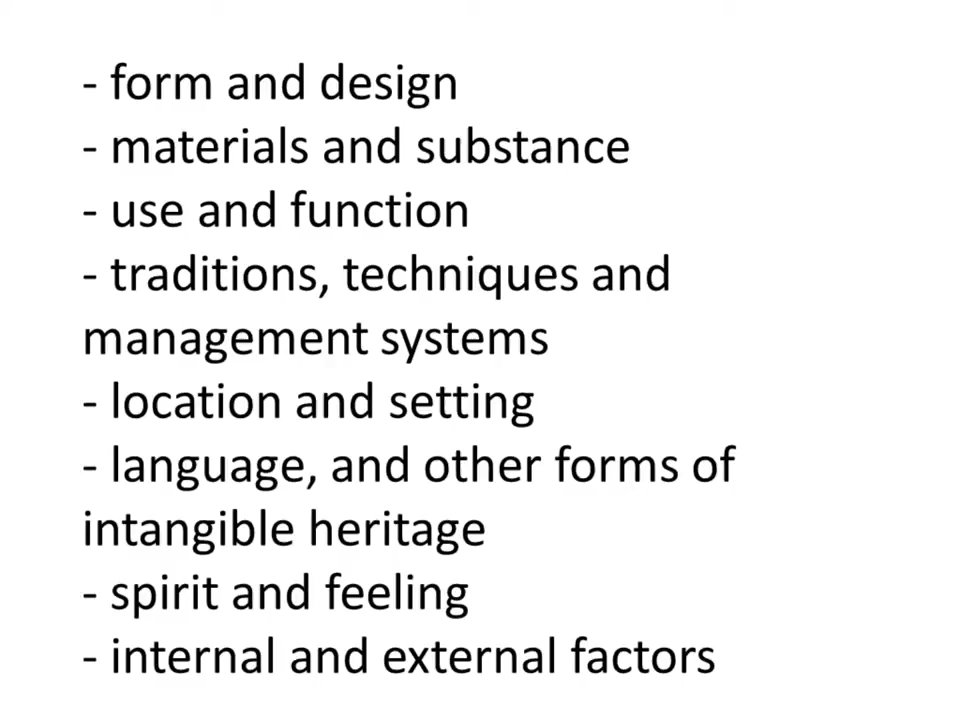 - form and design
- materials and substance
- use and function
- traditions, techniques and
management systems
- location and setting
- language, and other forms of
intangible heritage
- spirit and feeling
- internal and external factors